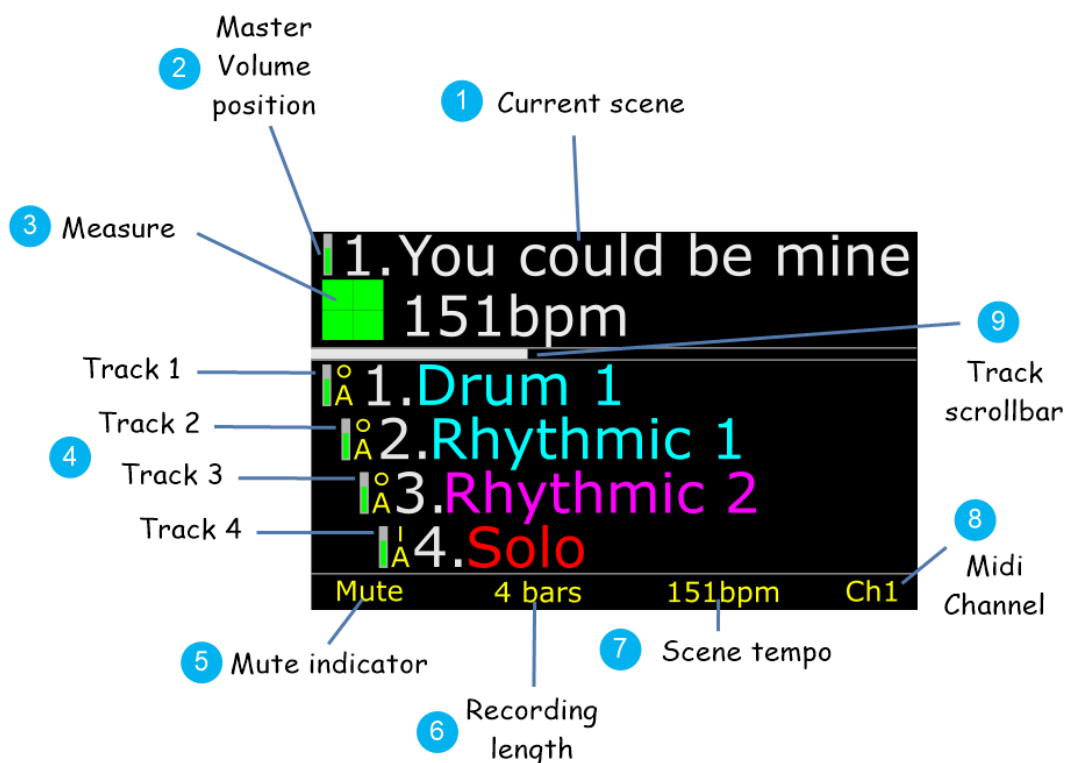 Master
Volume
position
2
1
Current scene
3
Measure
1.You could be mine
151bpm
9
Track
scrollbar
Track 1
Track 2
4
Track 3
Track 4
O
A
1.Drum 1
O
A
2.Rhythmic 1
O
A
3.Rhythmic 2
I
A
4.Solo
Mute
4 bars
151bpm
Ch1
8
Midi
Channel
5
Mute indicator
7
Scene tempo
6
Recording
length